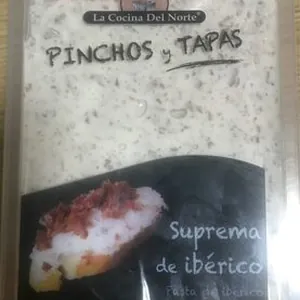 La Cocina Del Norte®
PINCHOS y TAPAS
Suprema
de ibérico
Pasta de ibérico